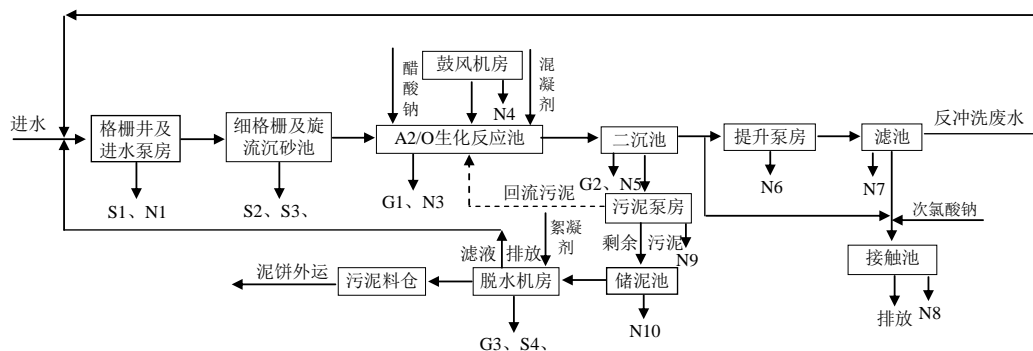 进水
格栅井及
进水泵房
S1、N1
细格栅及旋
流沉砂池
S2、S3、
醋酸钠
鼓风机房
N4
混凝剂
A2/O生化反应池
G1、N3
二沉池
G2、N5
提升泵房
N6
滤池
N7
反冲洗废水
回流污泥
污泥泵房
N9
次氯酸钠
接触池
排放
N8
剩余 污泥
储泥池
N10
絮凝剂
滤液 排放
脱水机房
G3、S4、
污泥料仓
泥饼外运